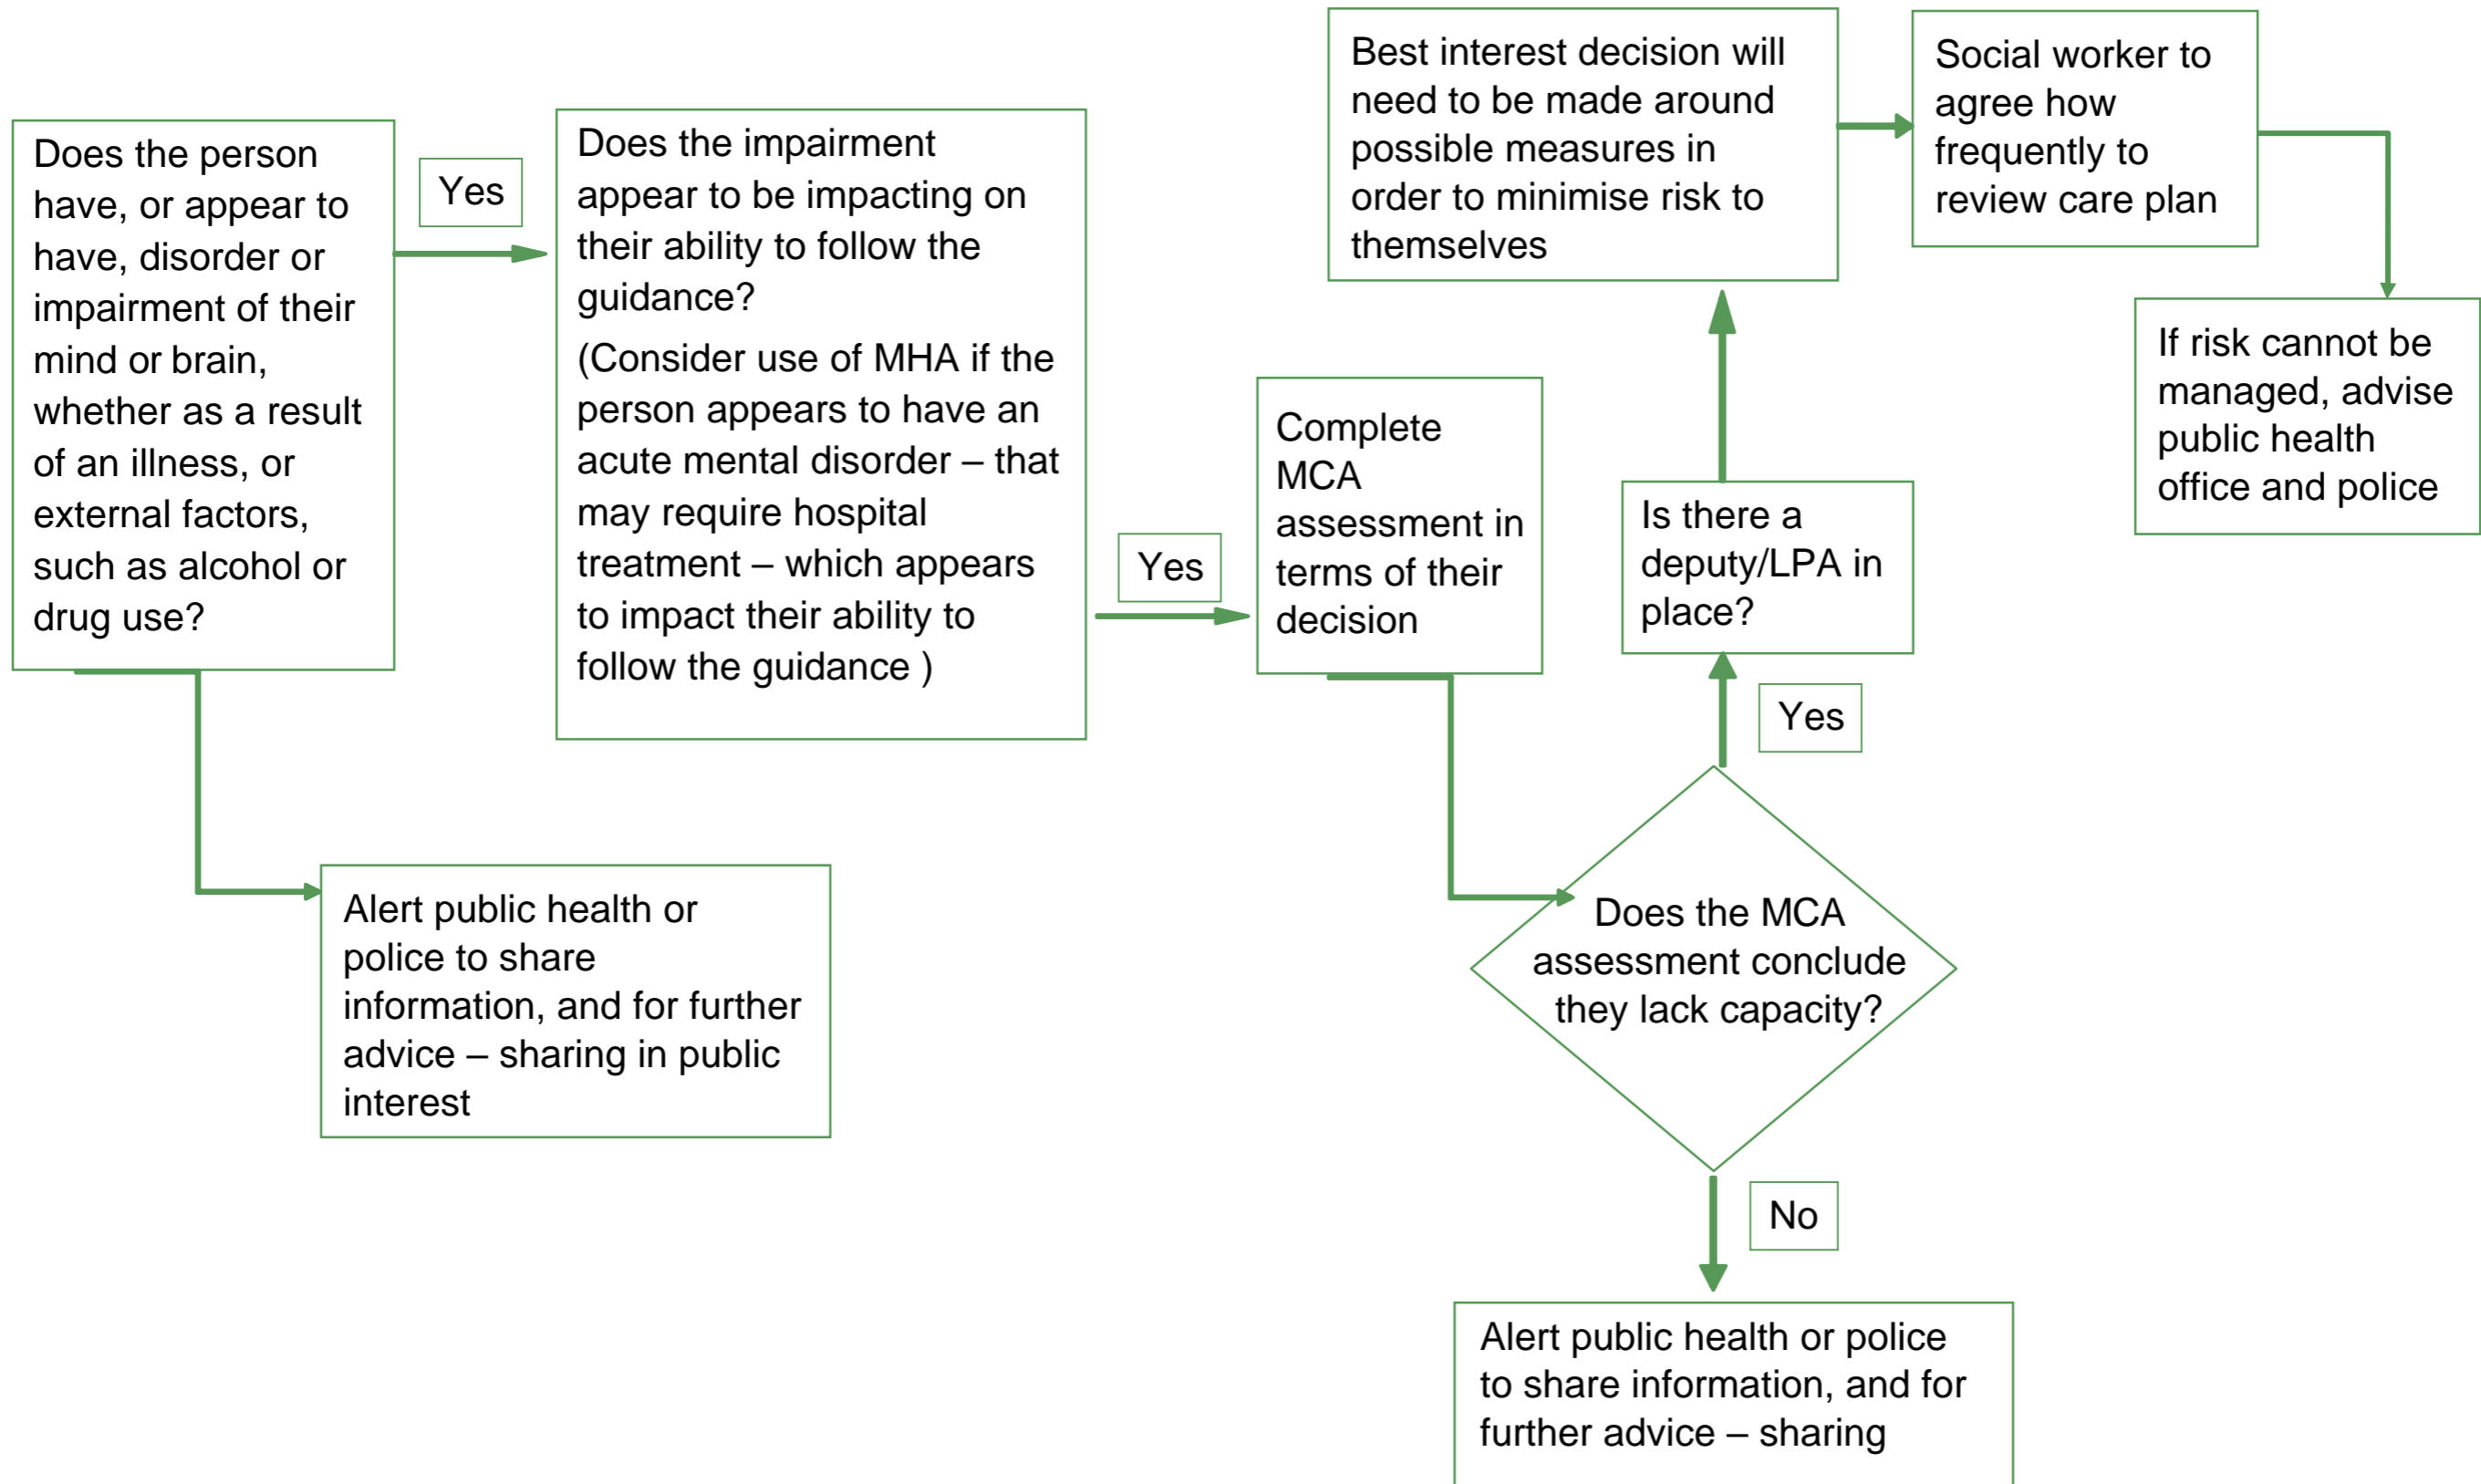 Does the person
have, or appear to
have, disorder or
impairment of their
mind or brain,
whether as a result
of an illness, or
external factors,
such as alcohol or
drug use?
Yes
Does the impairment
appear to be impacting on
their ability to follow the
guidance?
(Consider use of MHA if the
person appears to have an
acute mental disorder – that
may require hospital
treatment – which appears
to impact their ability to
follow the guidance )
Yes
Complete
MCA
assessment in
terms of their
decision
Best interest decision will
need to be made around
possible measures in
order to minimise risk to
themselves
Social worker to
agree how
frequently to
review care plan
If risk cannot be
managed, advise
public health
office and police
Is there a
deputy/LPA in
place?
Yes
Does the MCA
assessment conclude
they lack capacity?
No
Alert public health or police
to share information, and for
further advice – sharing
Alert public health or
police to share
information, and for further
advice – sharing in public
interest